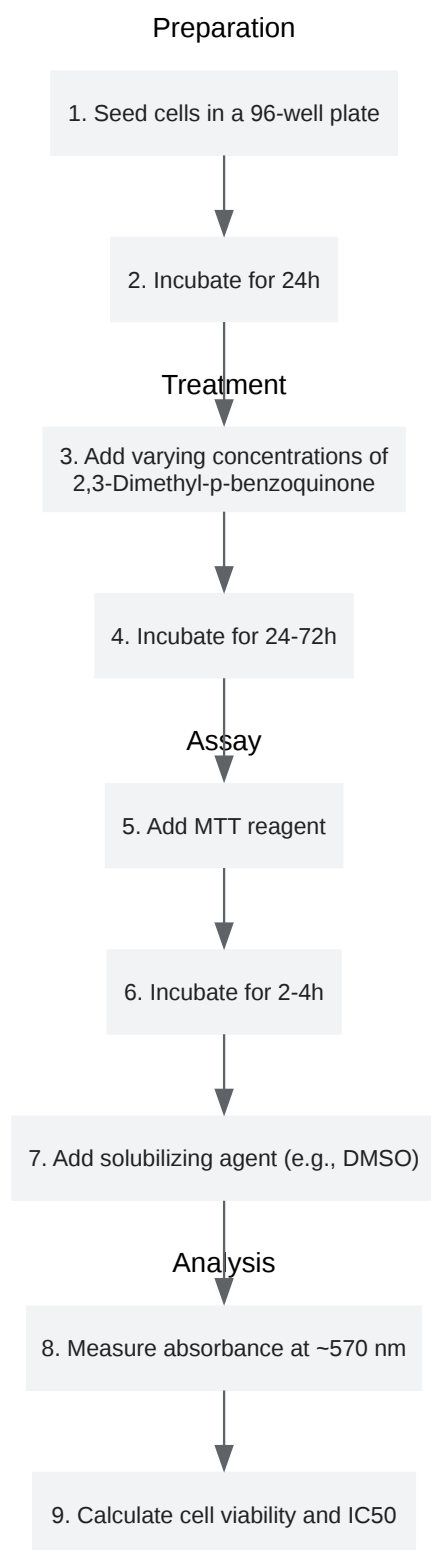 Preparation
1. Seed cells in a 96-well plate
2. Incubate for 24h
Treatment
3. Add varying concentrations of
2,3-Dimethyl-p-benzoquinone
4. Incubate for 24-72h
Assay
5. Add MTT reagent
6. Incubate for 2-4h
7. Add solubilizing agent (e.g., DMSO)
Analysis
8. Measure absorbance at ~570 nm
9. Calculate cell viability and IC50